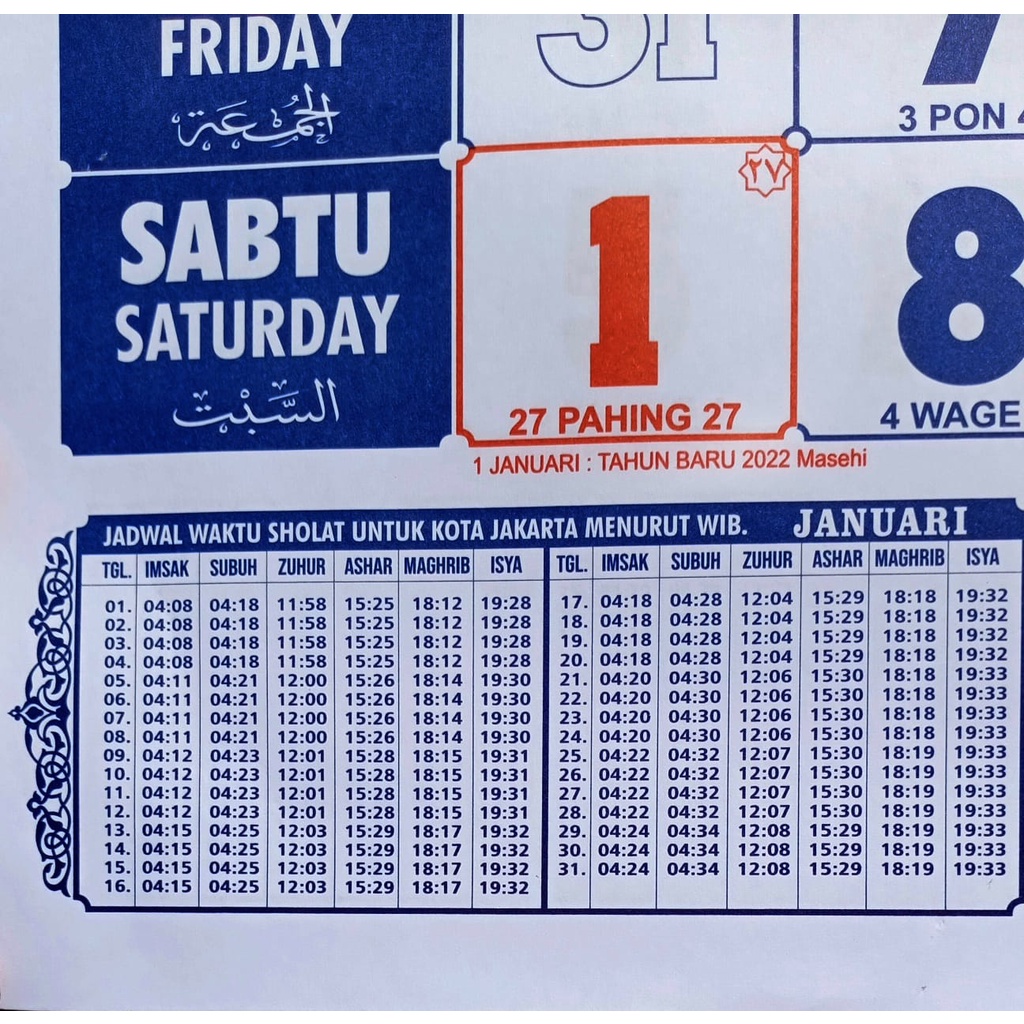 FRIDAY
الجُمُعَة
31
7
3 PON 4
SABTU
SATURDAY
السَّبْت
٢٧
1
27 PAHING 27
8
4 WAGE
1 JANUARI : TAHUN BARU 2022 Masehi
JADWAL WAKTU SHOLAT UNTUK KOTA JAKARTA MENURUT WIB. JANUARI
TGL. IMSAK SUBUH ZUHUR ASHAR MAGHRIB ISYA TGL. IMSAK SUBUH ZUHUR ASHAR MAGHRIB ISYA
01. 04:08 04:18 11:58 15:25 18:12 19:28 17. 04:18 04:28 12:04 15:29 18:18 19:32
02. 04:08 04:18 11:58 15:25 18:12 19:28 18. 04:18 04:28 12:04 15:29 18:18 19:32
03. 04:08 04:18 11:58 15:25 18:12 19:28 19. 04:18 04:28 12:04 15:29 18:18 19:32
04. 04:08 04:18 11:58 15:25 18:12 19:28 20. 04:18 04:28 12:04 15:29 18:18 19:32
05. 04:11 04:21 12:00 15:26 18:14 19:30 21. 04:20 04:30 12:06 15:30 18:18 19:33
06. 04:11 04:21 12:00 15:26 18:14 19:30 22. 04:20 04:30 12:06 15:30 18:18 19:33
07. 04:11 04:21 12:00 15:26 18:14 19:30 23. 04:20 04:30 12:06 15:30 18:18 19:33
08. 04:11 04:21 12:00 15:26 18:14 19:30 24. 04:20 04:30 12:06 15:30 18:18 19:33
09. 04:12 04:23 12:01 15:28 18:15 19:31 25. 04:22 04:32 12:07 15:30 18:19 19:33
10. 04:12 04:23 12:01 15:28 18:15 19:31 26. 04:22 04:32 12:07 15:30 18:19 19:33
11. 04:12 04:23 12:01 15:28 18:15 19:31 27. 04:22 04:32 12:07 15:30 18:19 19:33
12. 04:12 04:23 12:01 15:28 18:15 19:31 28. 04:22 04:32 12:07 15:30 18:19 19:33
13. 04:15 04:25 12:03 15:29 18:17 19:32 29. 04:24 04:34 12:08 15:29 18:19 19:33
14. 04:15 04:25 12:03 15:29 18:17 19:32 30. 04:24 04:34 12:08 15:29 18:19 19:33
15. 04:15 04:25 12:03 15:29 18:17 19:32 31. 04:24 04:34 12:08 15:29 18:19 19:33
16. 04:15 04:25 12:03 15:29 18:17 19:32